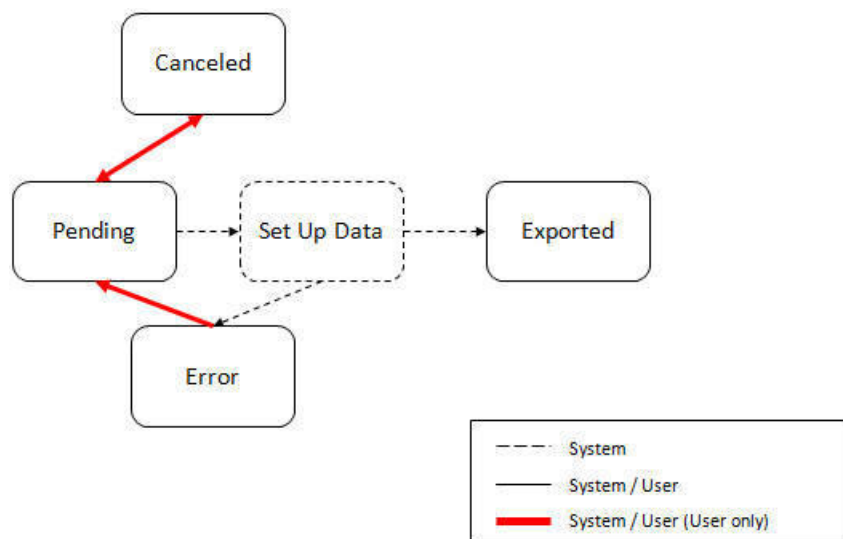 Canceled
Pending
Set Up Data
Exported
Error
System
System / User
System / User (User only)